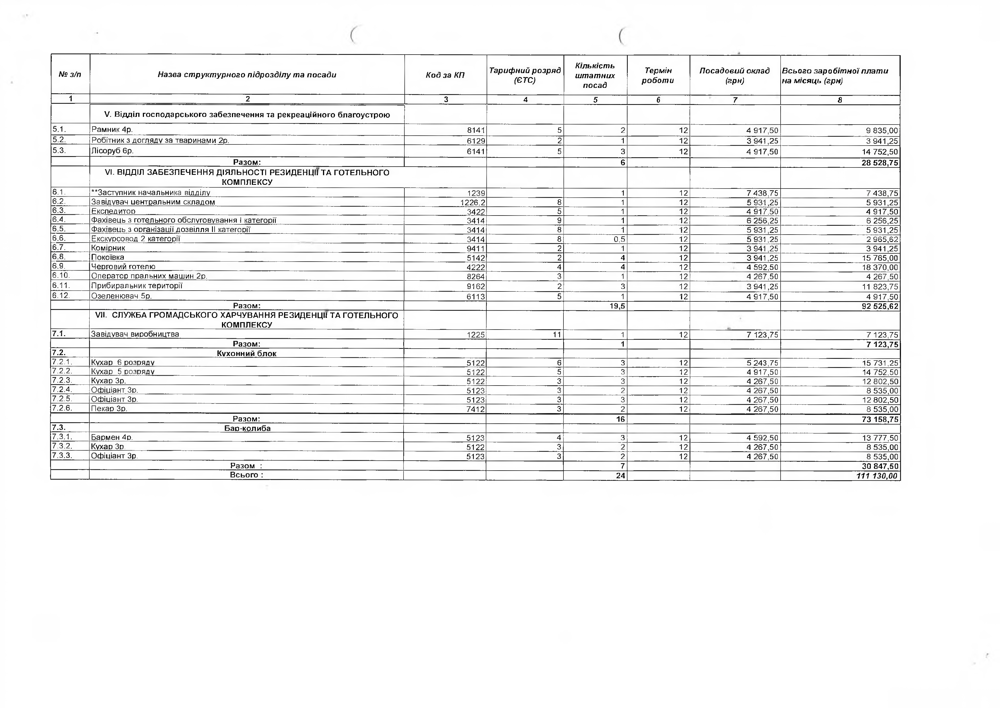 № з/п Назва структурного підрозділу та посади Код за КП Тарифний розряд (ЄТС) Кількість штатних посад Термін роботи Посадовий оклад (грн) Всього заробітної плати на місяць (грн)
1 2 3 4 5 6 7 8
V. Відділ господарського забезпечення та рекреаційного благоустрою
5.1. Рамник 4р. 8141 5 2 12 4 917,50 9 835,00
5.2. Робітник з догляду за тваринами 2р. 6129 2 1 12 3 941,25 3 941,25
5.3. Лісоруб 6р. 6141 5 3 12 4 917,50 14 752,50
Разом: 6 28 528,75
VI. ВІДДІЛ ЗАБЕЗПЕЧЕННЯ ДІЯЛЬНОСТІ РЕЗИДЕНЦІЇ ТА ГОТЕЛЬНОГО
КОМПЛЕКСУ
6.1. **Заступник начальника відділу 1239 1 12 7 438,75 7 438,75
6.2. Завідувач центральним складом 1226.2 8 1 12 5 931,25 5 931,25
6.3. Експедитор 3422 5 1 12 4 917,50 4 917,50
6.4. Фахівець з готельного обслуговування І категорії 3414 9 1 12 6 256,25 6 256,25
6.5. Фахівець з організації дозвілля ІІ категорії 3414 8 1 12 5 931,25 5 931,25
6.6. Екскурсовод 2 категорії 3414 8 0,5 12 5 931,25 2 965,62
6.7. Комірник 9411 2 1 12 3 941,25 3 941,25
6.8. Покоївка 5142 2 4 12 3 941,25 15 765,00
6.9. Черговий готелю 4222 4 4 12 4 592,50 18 370,00
6.10. Оператор пральних машин 2р. 8264 3 1 12 4 267,50 4 267,50
6.11. Прибиральник території 9162 2 3 12 3 941,25 11 823,75
6.12. Озеленювач 5р. 6113 5 1 12 4 917,50 4 917,50
Разом: 19,5 92 525,62
VII. СЛУЖБА ГРОМАДСЬКОГО ХАРЧУВАННЯ РЕЗИДЕНЦІЇ ТА ГОТЕЛЬНОГО
КОМПЛЕКСУ
7.1. Завідувач виробництва 1225 11 1 12 7 123,75 7 123,75
Разом: 1 7 123,75
7.2. Кухонний блок
7.2.1. Кухар 6 розряду 5122 6 3 12 5 243,75 15 731,25
7.2.2. Кухар 5 розряду 5122 5 3 12 4 917,50 14 752,50
7.2.3. Кухар 3р. 5122 3 3 12 4 267,50 12 802,50
7.2.4. Офіціант 3р. 5123 3 2 12 4 267,50 8 535,00
7.2.5. Офіціант 3р. 5123 3 3 12 4 267,50 12 802,50
7.2.6. Пекар 3р. 7412 3 2 12 4 267,50 8 535,00
Разом: 16 73 158,75
7.3. Бар-колиба
7.3.1. Бармен 4р. 5123 4 3 12 4 592,50 13 777,50
7.3.2. Кухар 3р. 5122 3 2 12 4 267,50 8 535,00
7.3.3. Офіціант 3р. 5123 3 2 12 4 267,50 8 535,00
Разом : 7 30 847,50
Всього : 24 111 130,00